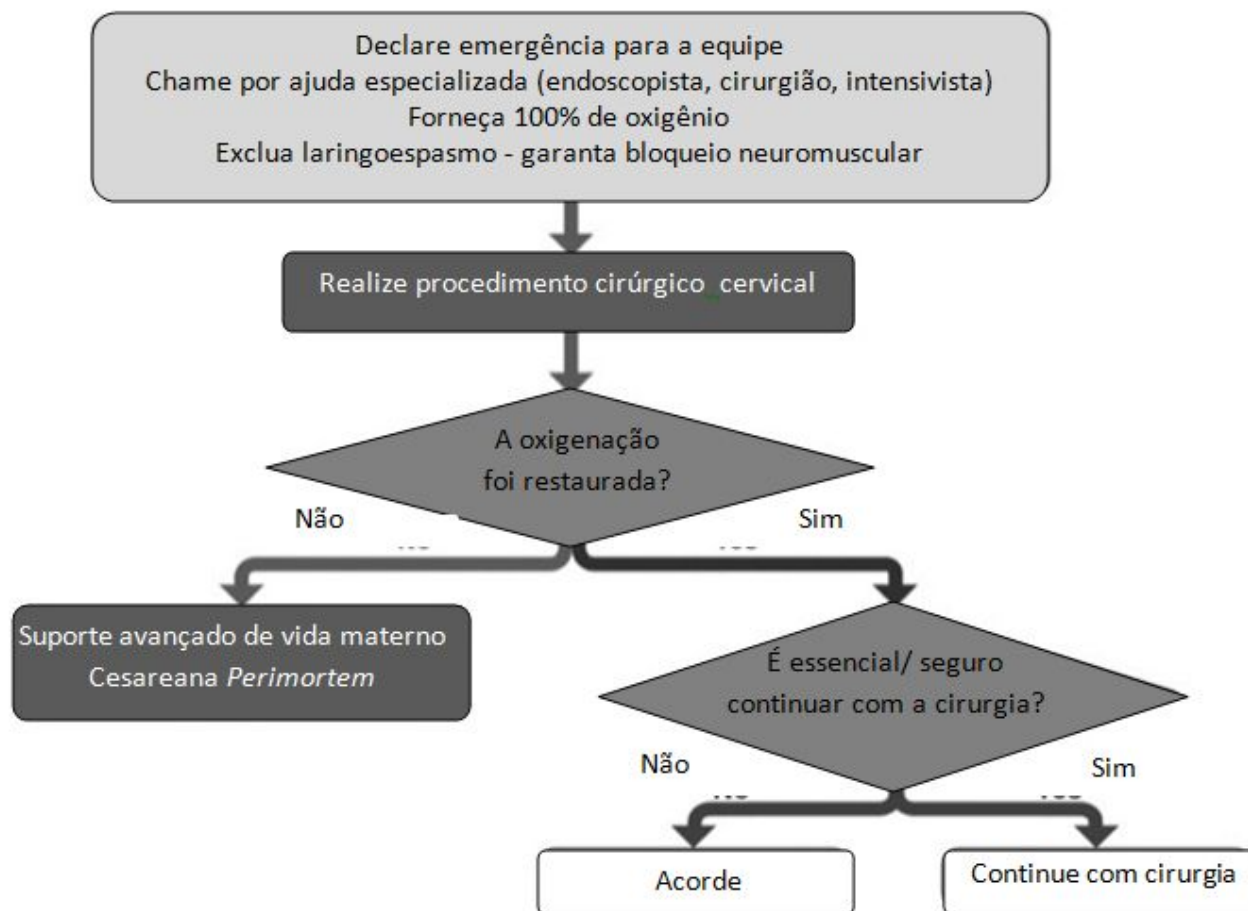 Declare emergência para a equipe
Chame por ajuda especializada (endoscopista, cirurgião, intensivista)
Forneça 100% de oxigênio
Exclua laringoespasmo - garanta bloqueio neuromuscular
Realize procedimento cirúrgico cervical
A oxigenação
foi restaurada?
Não
Sim
Suporte avançado de vida materno
Cesareana Perimortem
É essencial/ seguro
continuar com a cirurgia?
Não
Sim
Acorde
Continue com cirurgia